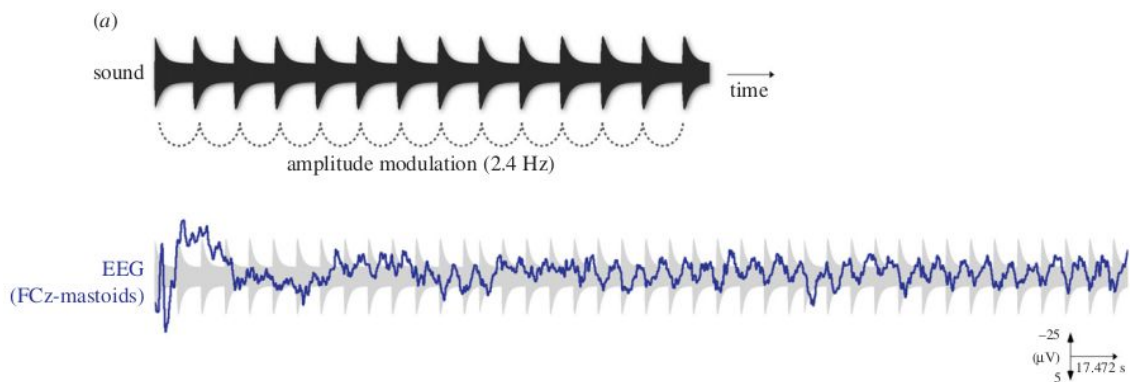 (a)
sound
time
amplitude modulation (2.4 Hz)
EEG
(FCz-mastoids)
−25
(µV)
17.472 s
5